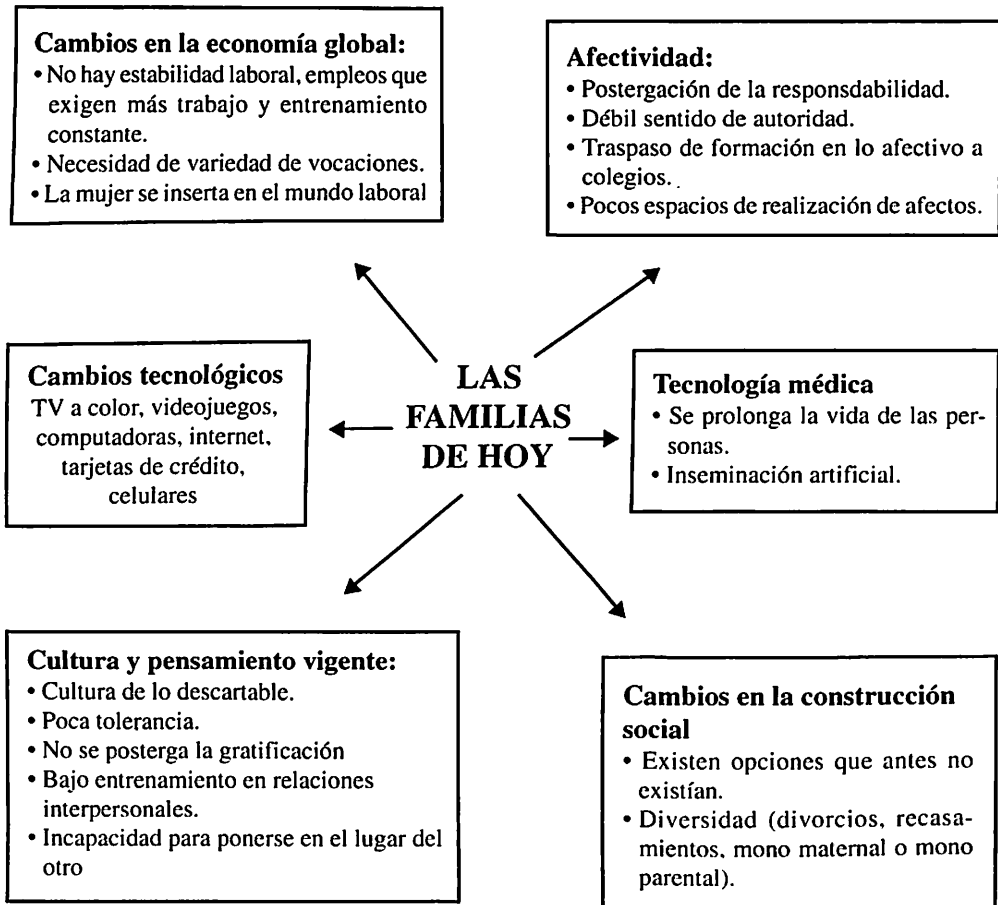 Cambios en la economía global:
• No hay estabilidad laboral, empleos que
exigen más trabajo y entrenamiento
constante.
• Necesidad de variedad de vocaciones.
• La mujer se inserta en el mundo laboral
Afectividad:
• Postergación de la responsdabilidad.
• Débil sentido de autoridad.
• Traspaso de formación en lo afectivo a
colegios.
• Pocos espacios de realización de afectos.
Cambios tecnológicos
TV a color, videojuegos,
computadoras, internet,
tarjetas de crédito,
celulares
LAS
FAMILIAS
DE HOY
Tecnología médica
• Se prolonga la vida de las per-
sonas.
• Inseminación artificial.
Cultura y pensamiento vigente:
• Cultura de lo descartable.
• Poca tolerancia.
• No se posterga la gratificación
• Bajo entrenamiento en relaciones
interpersonales.
• Incapacidad para ponerse en el lugar del
otro
Cambios en la construcción
social
• Existen opciones que antes no
existían.
• Diversidad (divorcios, recasa-
mientos, mono maternal o mono
parental).